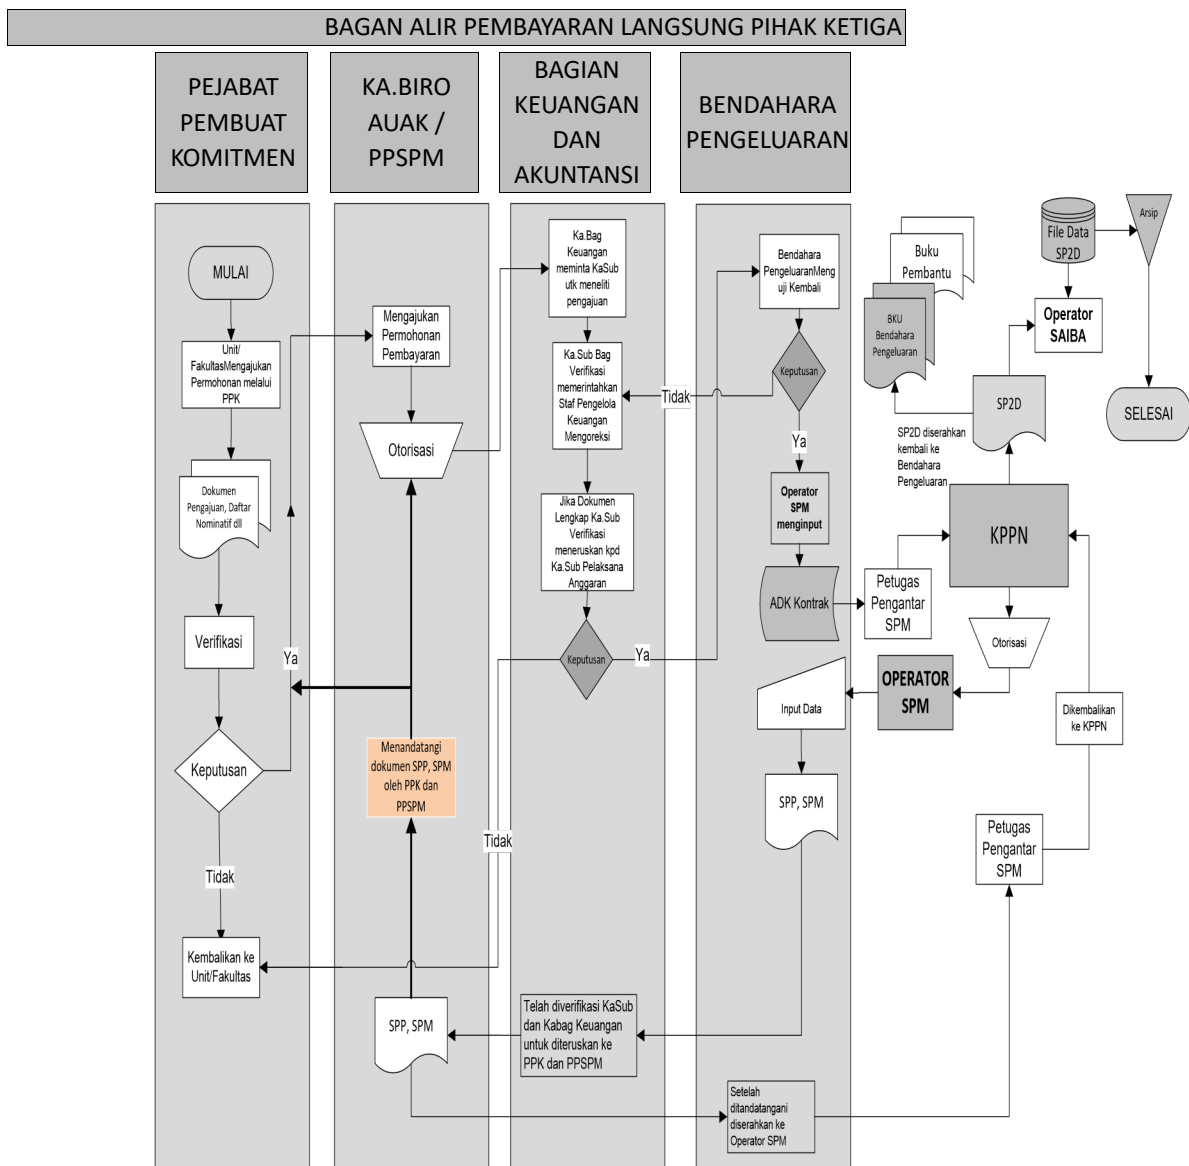 BAGAN ALIR PEMBAYARAN LANGSUNG PIHAK KETIGA
PEJABAT
PEMBUAT
KOMITMEN
KA.BIRO
AUAK /
PPSPM
BAGIAN
KEUANGAN
DAN
AKUNTANSI
BENDAHARA
PENGELUARAN
MULAI
Unit/
FakultasMengajukan
Permohonan melalui
PPK
Dokumen
Pengajuan, Daftar
Nominatif dll
Verifikasi
Ya
Keputusan
Tidak
Kembalikan ke
Unit/Fakultas
Mengajukan
Permohonan
Pembayaran
Otorisasi
Menandatangi
dokumen SPP, SPM
oleh PPK dan
PPSPM
SPP, SPM
Ka.Bag
Keuangan
meminta KaSub
utk meneliti
pengajuan
Ka.Sub Bag
Verifikasi
memerintahkan
Staf Pengelola
Keuangan
Mengoreksi
Jika Dokumen
Lengkap Ka.Sub
Verifikasi
meneruskan kpd
Ka.Sub Pelaksana
Anggaran
Keputusan
Ya
Tidak
Telah diverifikasi KaSub
dan Kabag Keuangan
untuk diteruskan ke
PPK dan PPSPM
Bendahara
PengeluaranMeng
uji Kembali
Keputusan
Tidak
Ya
Operator
SPM
menginput
ADK Kontrak
Input Data
SPP, SPM
Setelah
ditandatangani
diserahkan ke
Operator SPM
Petugas
Pengantar
SPM
KPPN
Otorisasi
OPERATOR
SPM
Dikembalikan
ke KPPN
Petugas
Pengantar
SPM
SP2D
SP2D diserahkan
kembali ke
Bendahara
Pengeluaran
BKU
Bendahara
Pengeluaran
Buku
Pembantu
File Data
SP2D
Operator
SAIBA
Arsip
SELESAI